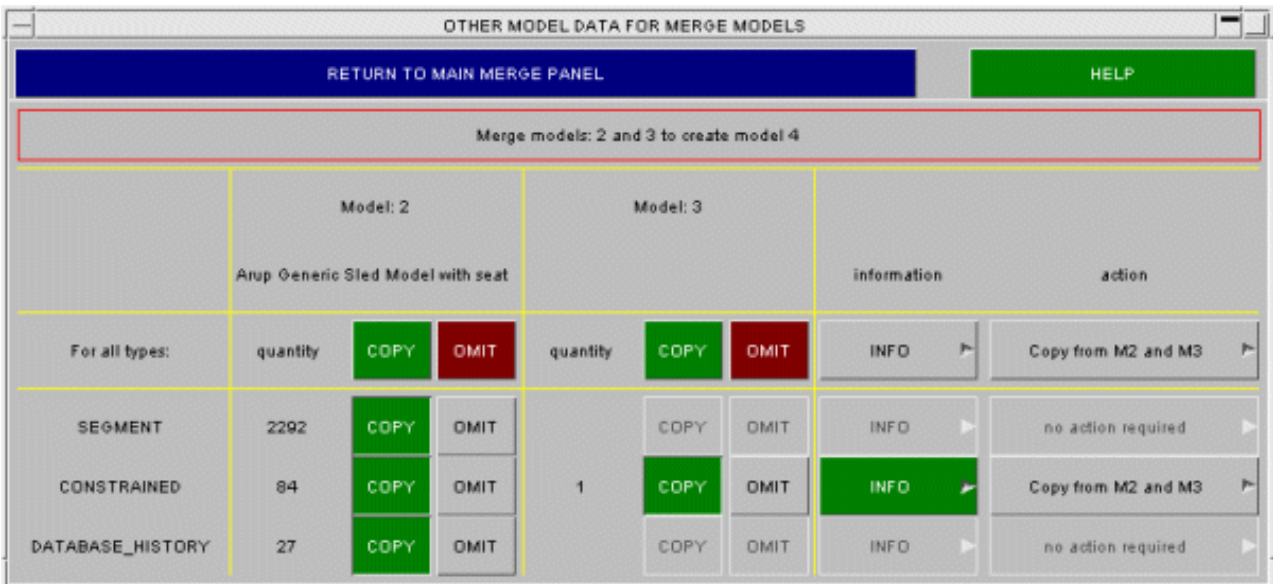 OTHER MODEL DATA FOR MERGE MODELS
RETURN TO MAIN MERGE PANEL HELP
Merge models: 2 and 3 to create model 4
Model: 2 Model: 3
Arup Generic Sled Model with seat information action
For all types: quantity COPY OMIT quantity COPY OMIT INFO Copy from M2 and M3
SEGMENT 2292 COPY OMIT COPY OMIT INFO no action required
CONSTRAINED 84 COPY OMIT 1 COPY OMIT INFO Copy from M2 and M3
DATABASE_HISTORY 27 COPY OMIT COPY OMIT INFO no action required